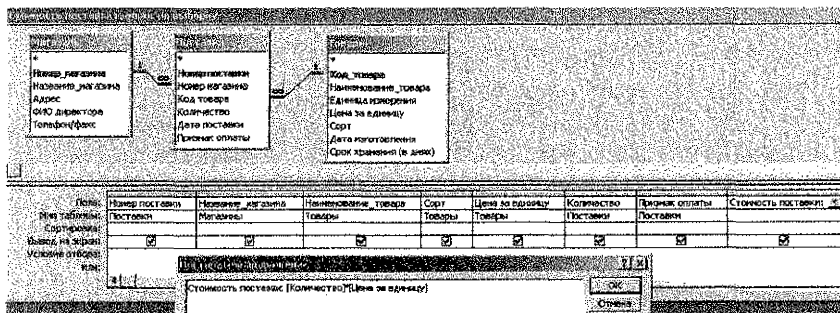 *
Номер_магазина
Название_магазина
Адрес
ФИО директора
Телефон/факс
*
Номер поставки
Номер магазина
Код товара
Количество
Дата поставки
Признак оплаты
*
Код_товара
Наименование_товара
Единица измерения
Цена за единицу
Сорт
Дата изготовления
Срок хранения (в днях)
Поле: Номер поставки Название_магазина Наименование_товара Сорт Цена за единицу Количество Признак оплаты Стоимость поставки:
Имя таблицы: Поставки Магазины Товары Товары Товары Поставки Поставки
Сортировка:
Вывод на экран:
Условие отбора:
или:
Стоимость поставки: [Количество]*[Цена за единицу]
OK
Отмена